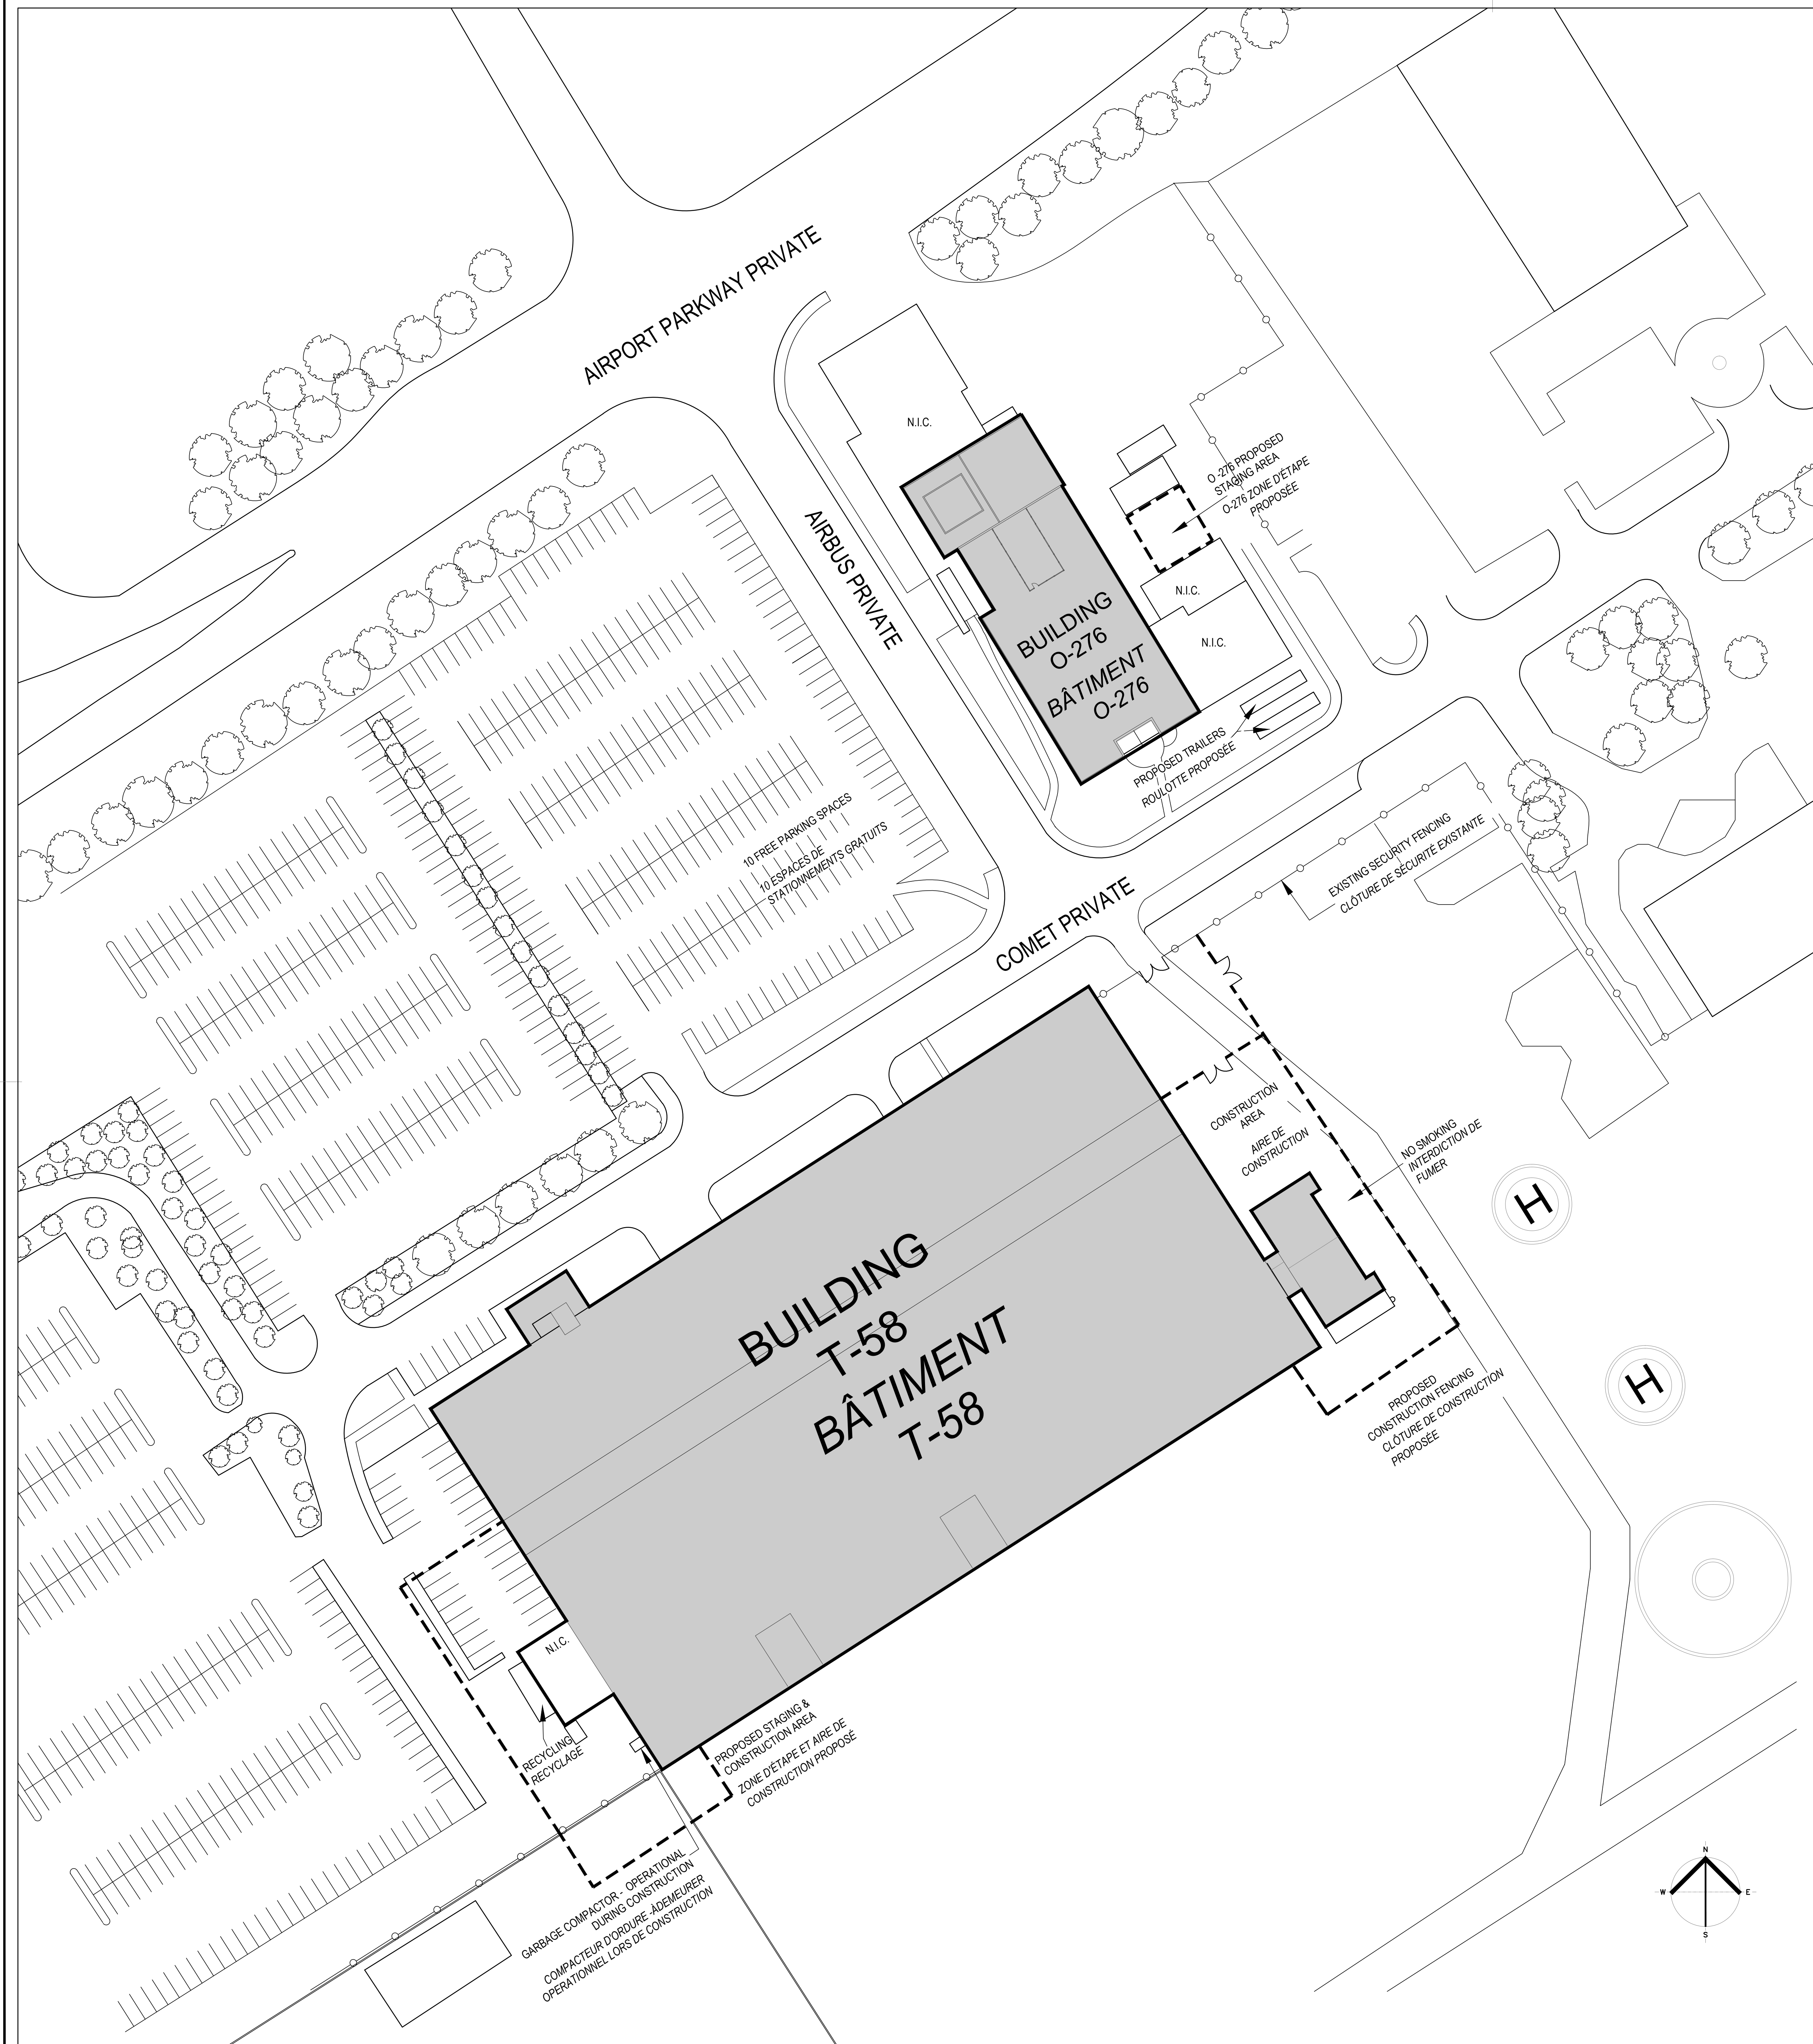 AIRPORT PARKWAY PRIVATE
N.I.C.
O -276 PROPOSED
STAGING AREA
O-276 ZONE D'ÉTAPE
PROPOSÉE
AIRBUS PRIVATE
N.I.C.
N.I.C.
BUILDING
O-276
BÂTIMENT
O-276
PROPOSED TRAILERS
ROULOTTE PROPOSÉE
10 FREE PARKING SPACES
10 ESPACES DE
STATIONNEMENTS GRATUITS
EXISTING SECURITY FENCING
CLÔTURE DE SÉCURITÉ EXISTANTE
COMET PRIVATE
CONSTRUCTION
AREA
AIRE DE
CONSTRUCTION
NO SMOKING
INTERDICTION DE
FUMER
H
H
BUILDING
T-58
BÂTIMENT
T-58
PROPOSED
CONSTRUCTION FENCING
CLÔTURE DE CONSTRUCTION
PROPOSÉE
N.I.C.
RECYCLING
RECYCLAGE
PROPOSED STAGING &
CONSTRUCTION AREA
ZONE D'ÉTAPE ET AIRE DE
CONSTRUCTION PROPOSÉ
GARBAGE COMPACTOR - OPERATIONAL
DURING CONSTRUCTION
COMPACTEUR D'ORDURE -ÀDEMEURER
OPERATIONNEL LORS DE CONSTRUCTION
N
W E
S